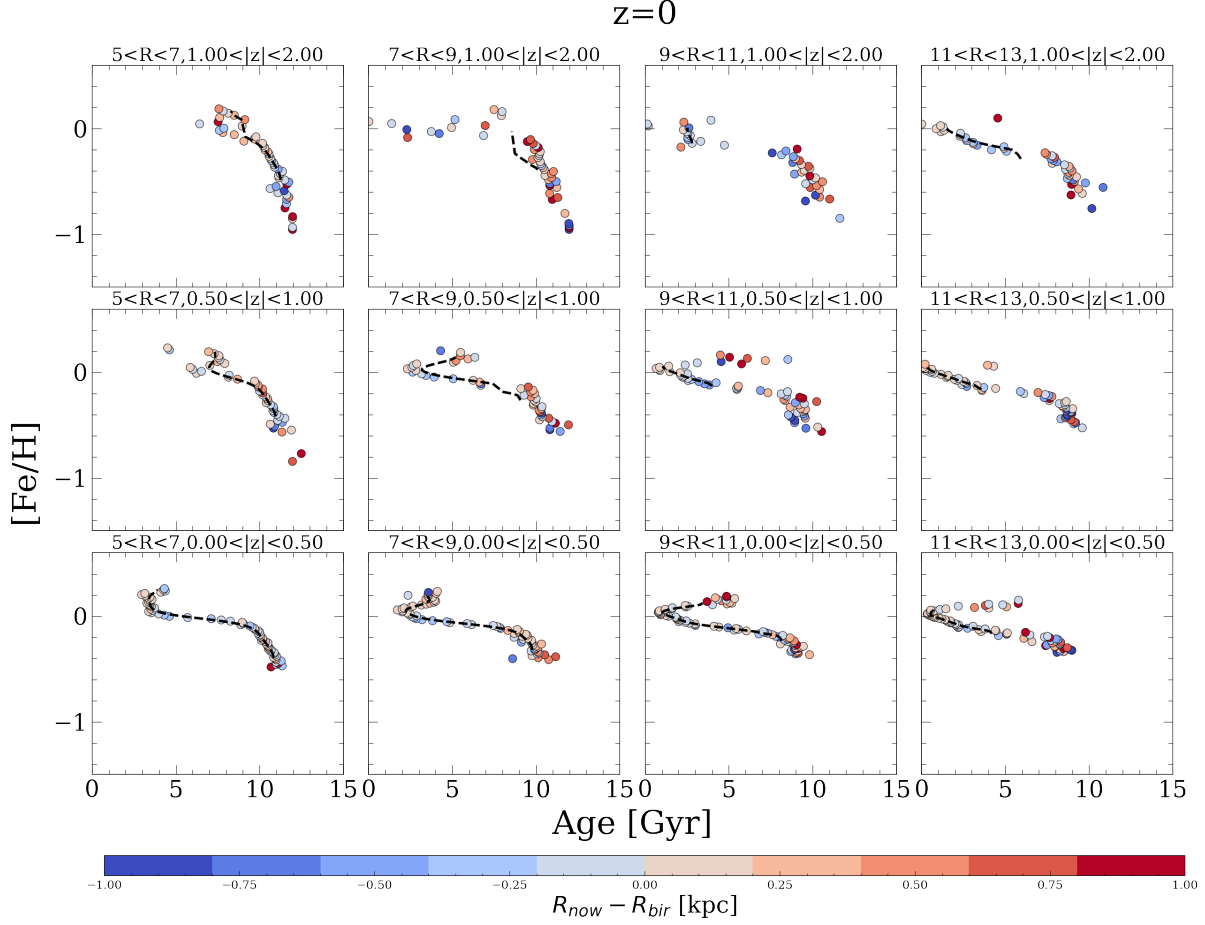 z=0
5<R<7,1.00<|z|<2.00 7<R<9,1.00<|z|<2.00 9<R<11,1.00<|z|<2.00 11<R<13,1.00<|z|<2.00
0
−1
5<R<7,0.50<|z|<1.00 7<R<9,0.50<|z|<1.00 9<R<11,0.50<|z|<1.00 11<R<13,0.50<|z|<1.00
0
−1
[Fe/H]
5<R<7,0.00<|z|<0.50 7<R<9,0.00<|z|<0.50 9<R<11,0.00<|z|<0.50 11<R<13,0.00<|z|<0.50
0
−1
0 5 10 15 0 5 10 15 0 5 10 15 0 5 10 15
Age [Gyr]
−1.00 −0.75 −0.50 −0.25 0.00 0.25 0.50 0.75 1.00
R_now − R_bir [kpc]